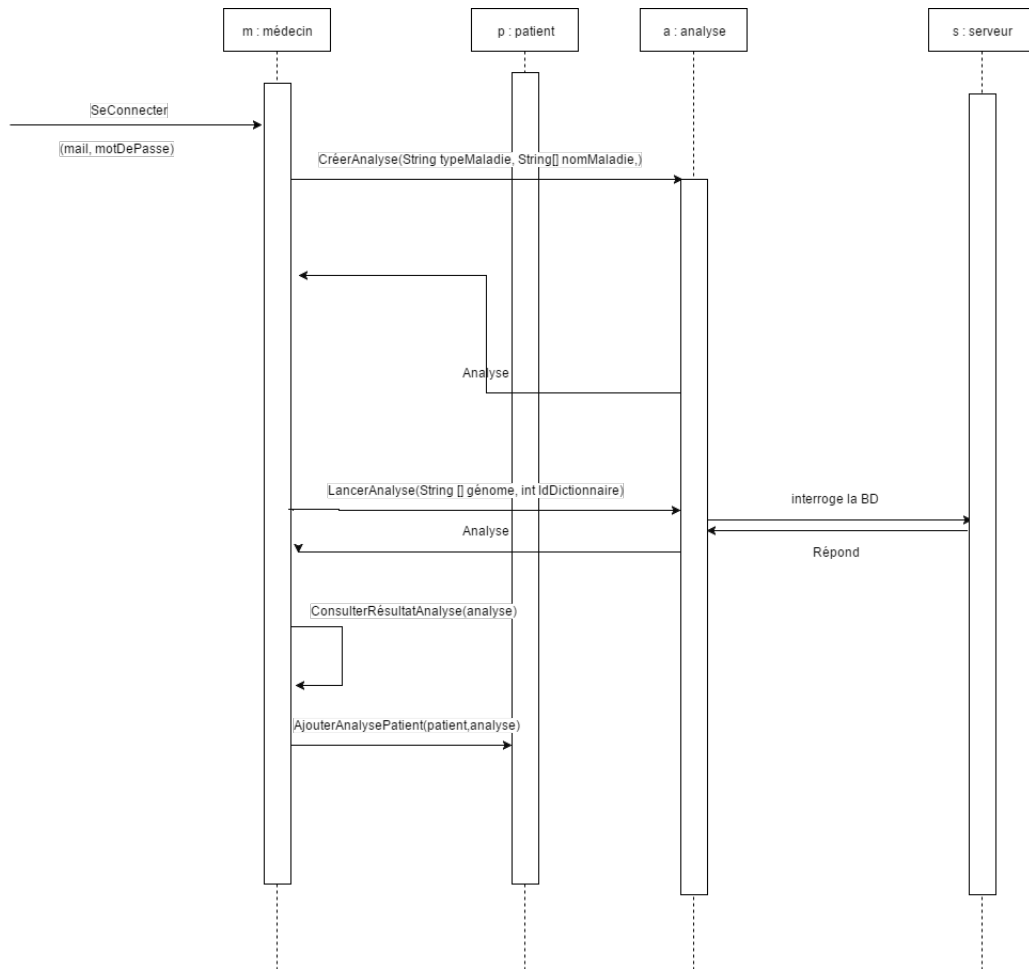 m : médecin
p : patient
a : analyse
s : serveur
SeConnecter
(mail, motDePasse)
CréerAnalyse(String typeMaladie, String[] nomMaladie,)
Analyse
LancerAnalyse(String [] génome, int IdDictionnaire)
interroge la BD
Analyse
Répond
ConsulterRésultatAnalyse(analyse)
AjouterAnalysePatient(patient,analyse)